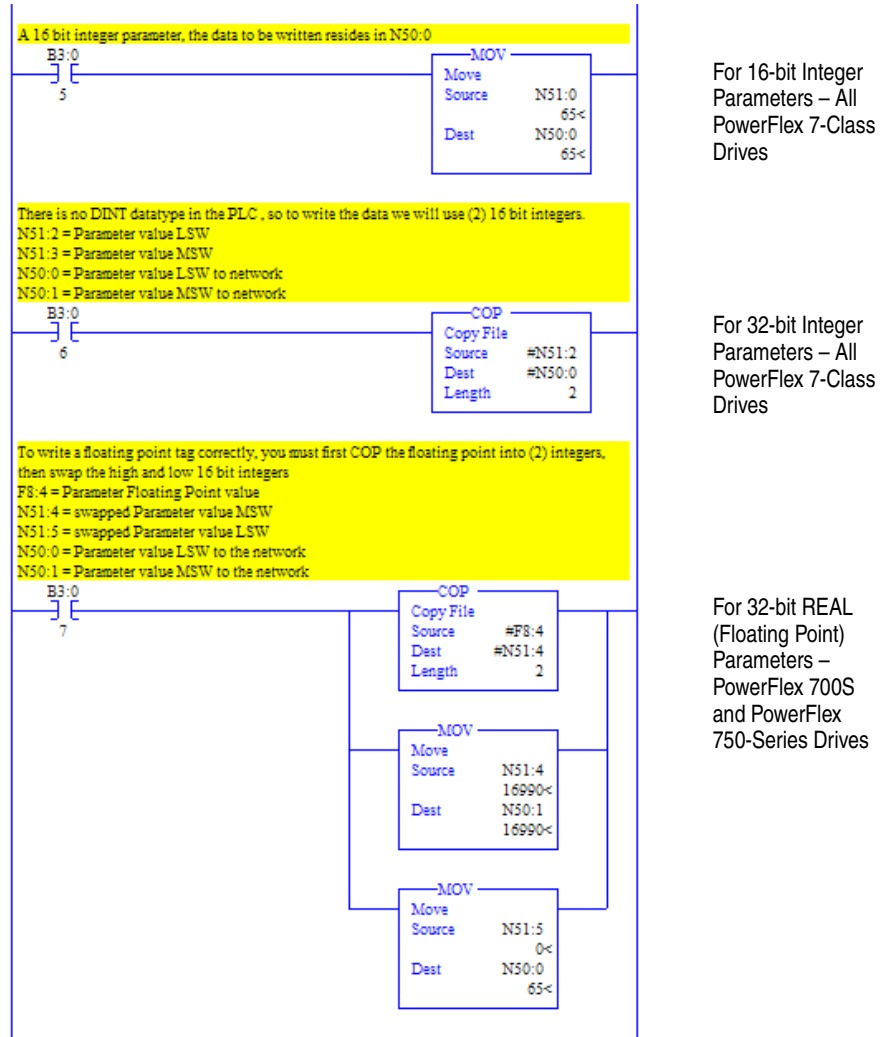 A 16 bit integer parameter, the data to be written resides in N50:0
B3:0
5
MOV
Move
Source N51:0
65<
Dest N50:0
65<
For 16-bit Integer
Parameters – All
PowerFlex 7-Class
Drives
There is no DINT datatype in the PLC , so to write the data we will use (2) 16 bit integers.
N51:2 = Parameter value LSW
N51:3 = Parameter value MSW
N50:0 = Parameter value LSW to network
N50:1 = Parameter value MSW to network
B3:0
6
COP
Copy File
Source #N51:2
Dest #N50:0
Length 2
For 32-bit Integer
Parameters – All
PowerFlex 7-Class
Drives
To write a floating point tag correctly, you must first COP the floating point into (2) integers,
then swap the high and low 16 bit integers
F8:4 = Parameter Floating Point value
N51:4 = swapped Parameter value MSW
N51:5 = swapped Parameter value LSW
N50:0 = Parameter value LSW to the network
N50:1 = Parameter value MSW to the network
B3:0
7
COP
Copy File
Source #F8:4
Dest #N51:4
Length 2
For 32-bit REAL
(Floating Point)
Parameters –
PowerFlex 700S
and PowerFlex
750-Series Drives
MOV
Move
Source N51:4
16990<
Dest N50:1
16990<
MOV
Move
Source N51:5
0<
Dest N50:0
65<